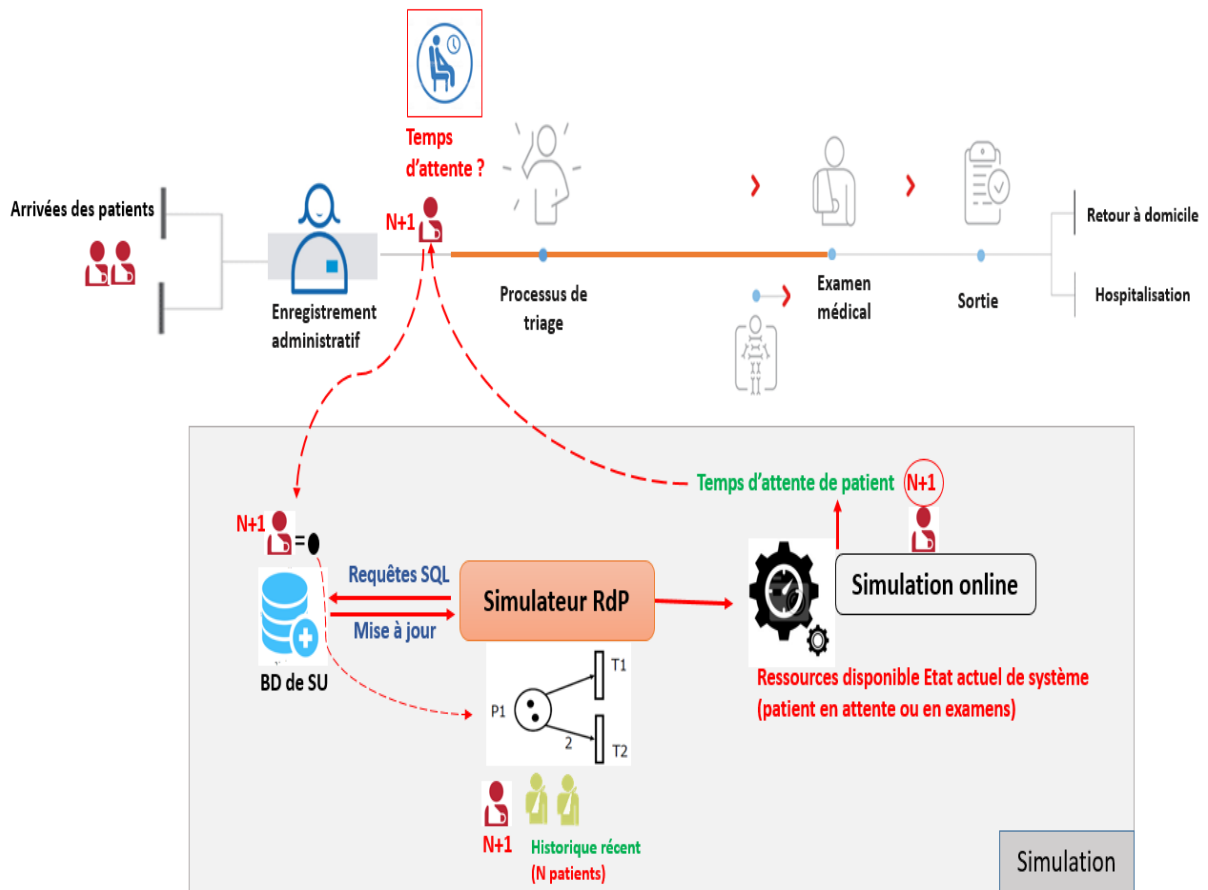 Temps
d'attente ?
Arrivées des patients
N+1
Enregistrement
administratif
Processus de
triage
Examen
médical
Sortie
Retour à domicile
Hospitalisation
Temps d'attente de patient N+1
N+1
=
Requêtes SQL
Mise à jour
BD de SU
Simulateur RdP
Simulation online
P1
T1
2
T2
Ressources disponible Etat actuel de système
(patient en attente ou en examens)
N+1
Historique récent
(N patients)
Simulation